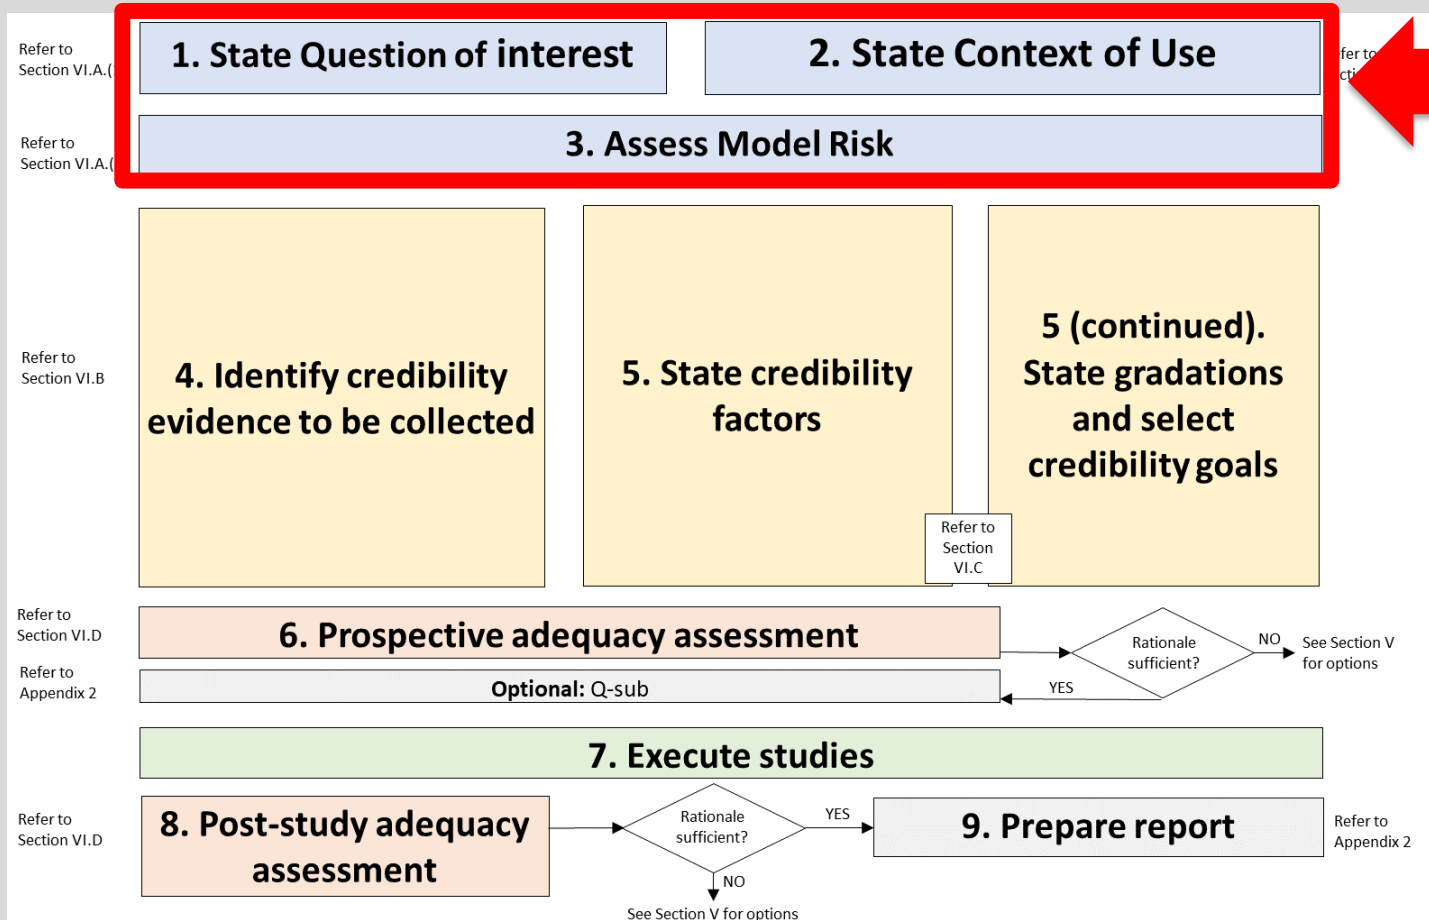 Refer to
Section VI.A.(
1. State Question of interest
2. State Context of Use
Refer to
Section VI.A.(
3. Assess Model Risk
Refer to
Section VI.B
4. Identify credibility
evidence to be collected
5. State credibility
factors
5 (continued).
State gradations
and select
credibility goals
Refer to
Section
VI.C
Refer to
Section VI.D
6. Prospective adequacy assessment
Rationale
sufficient?
NO
See Section V
for options
Refer to
Appendix 2
Optional: Q-sub
YES
7. Execute studies
Refer to
Section VI.D
8. Post-study adequacy
assessment
Rationale
sufficient?
YES
9. Prepare report
Refer to
Appendix 2
NO
See Section V for options